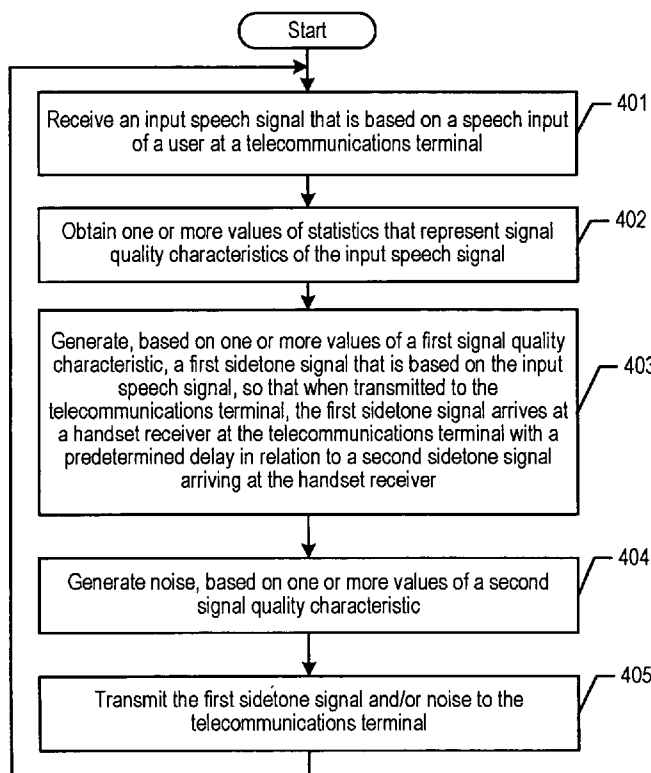 Start
Receive an input speech signal that is based on a speech input
of a user at a telecommunications terminal
401
Obtain one or more values of statistics that represent signal
quality characteristics of the input speech signal
402
Generate, based on one or more values of a first signal quality
characteristic, a first sidetone signal that is based on the input
speech signal, so that when transmitted to the
telecommunications terminal, the first sidetone signal arrives at
a handset receiver at the telecommunications terminal with a
predetermined delay in relation to a second sidetone signal
arriving at the handset receiver
403
Generate noise, based on one or more values of a second
signal quality characteristic
404
Transmit the first sidetone signal and/or noise to the
telecommunications terminal
405